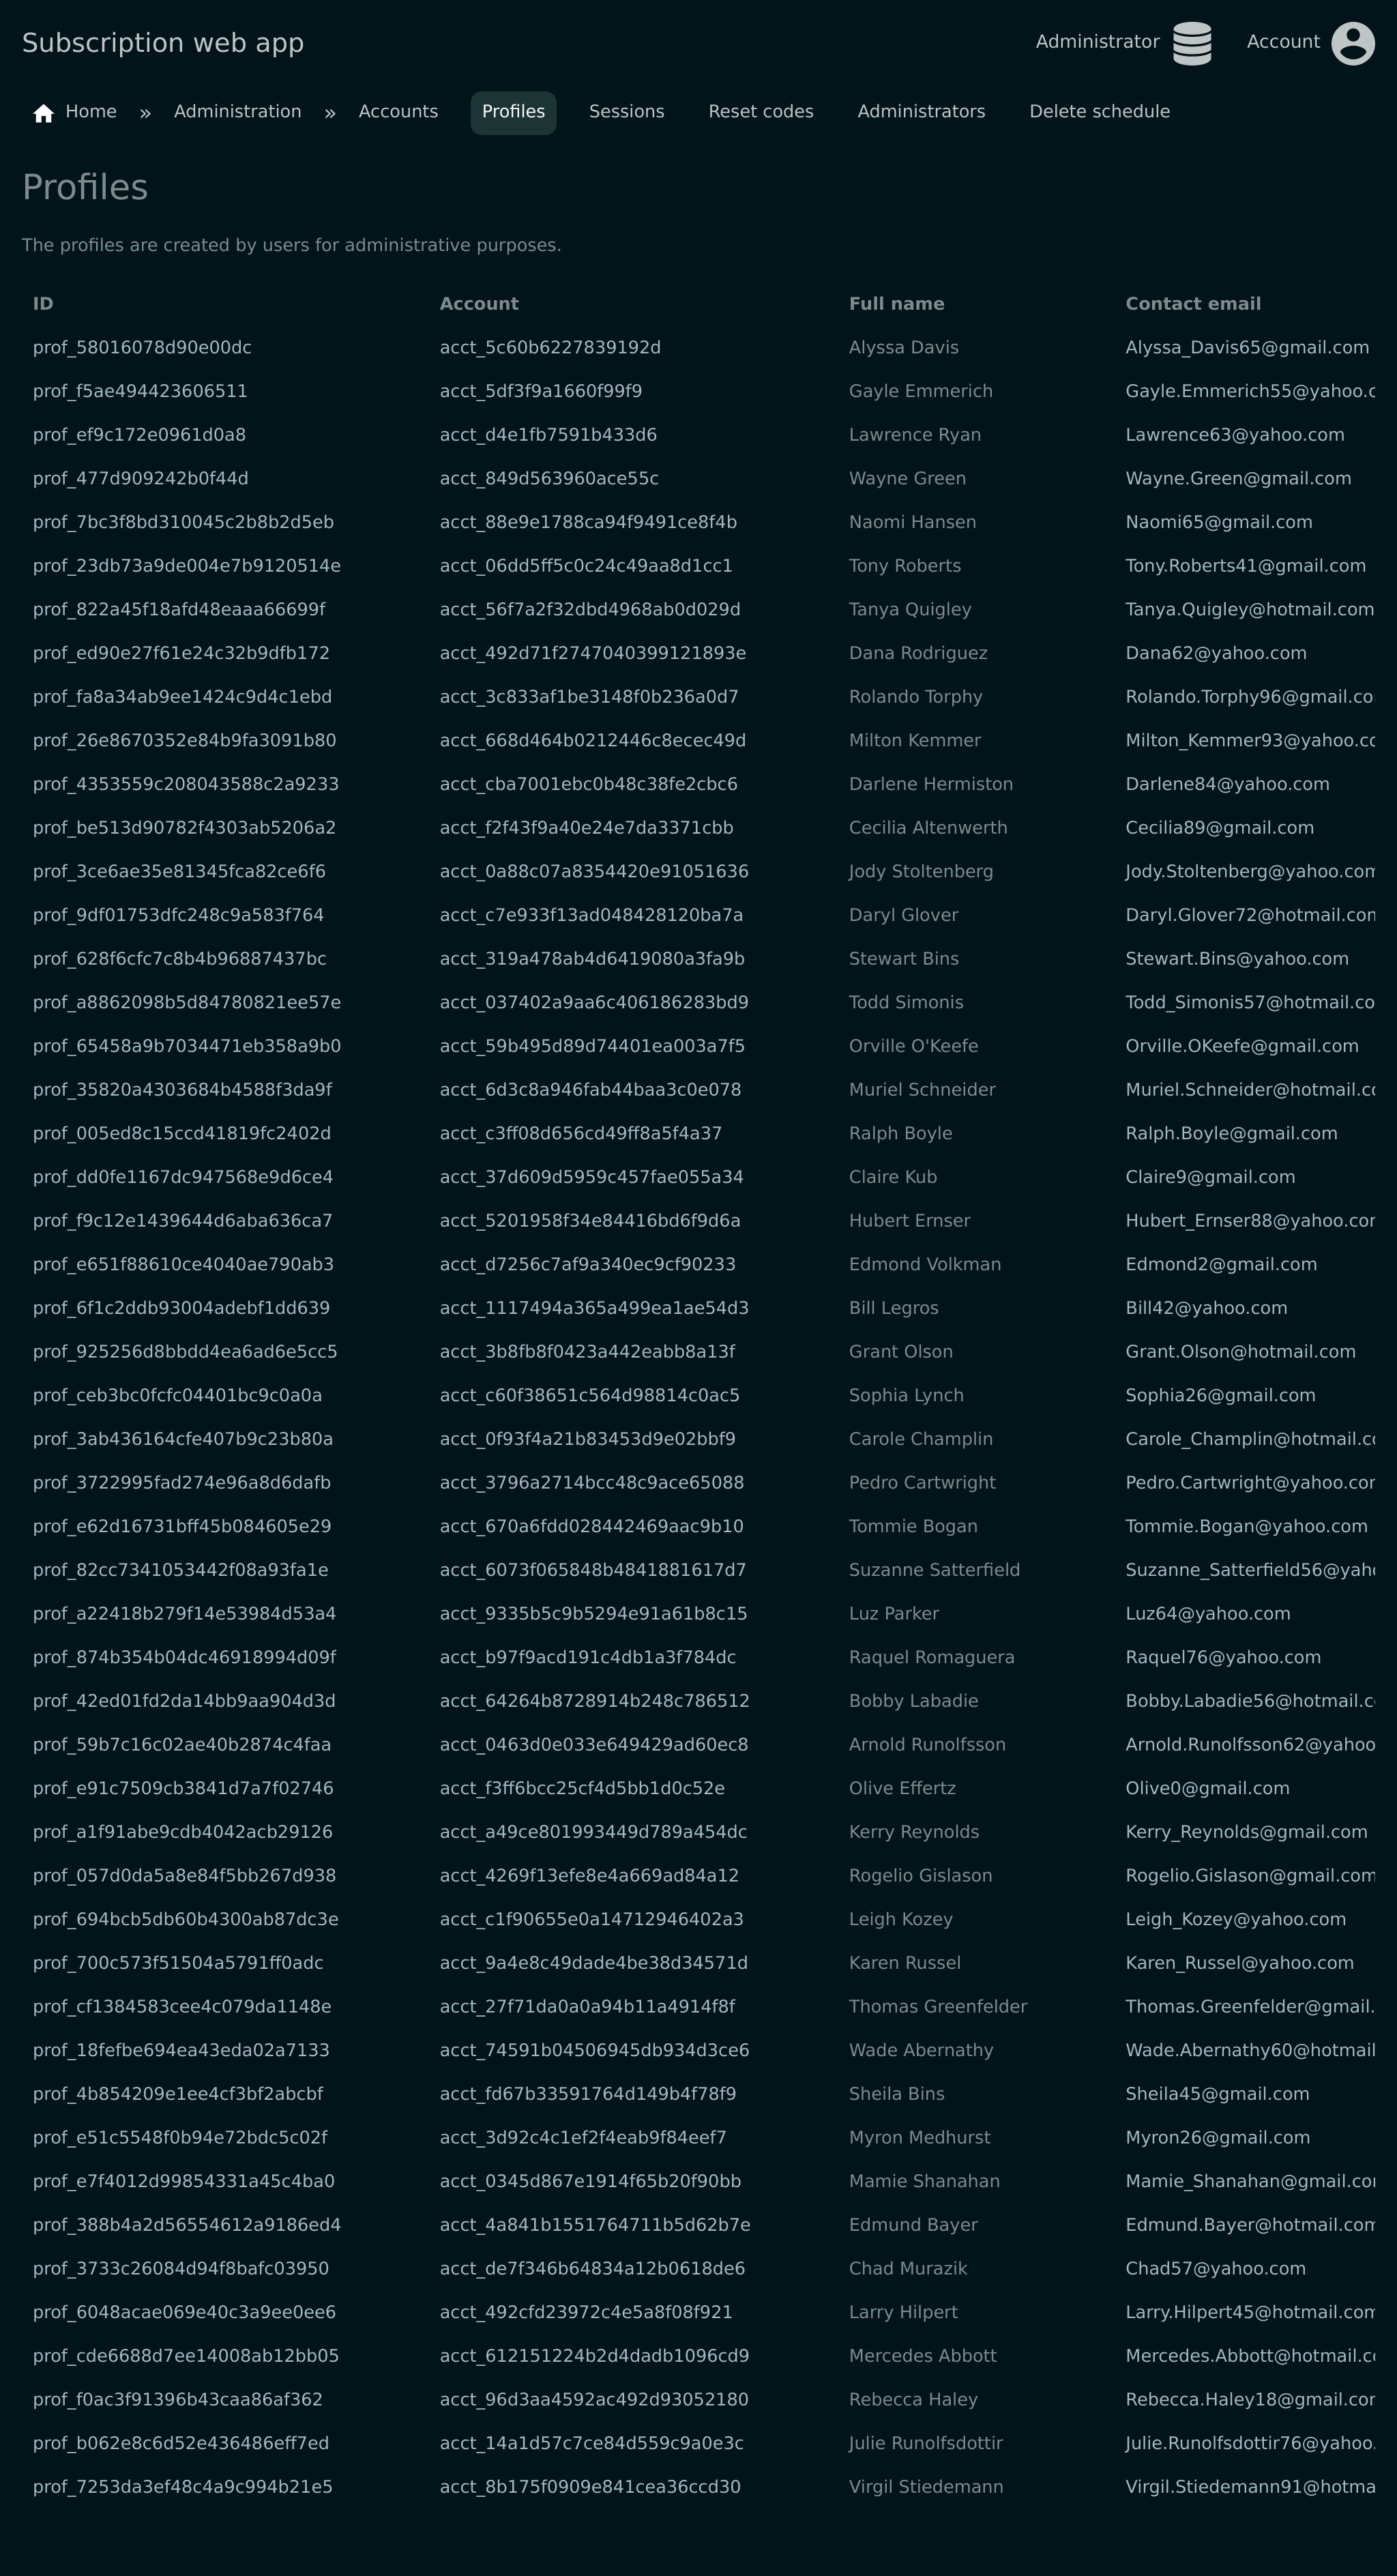 Subscription web app Administrator Account
Home » Administration » Accounts Profiles Sessions Reset codes Administrators Delete schedule
Profiles
The profiles are created by users for administrative purposes.
ID Account Full name Contact email
prof_58016078d90e00dc acct_5c60b6227839192d Alyssa Davis Alyssa_Davis65@gmail.com
prof_f5ae494423606511 acct_5df3f9a1660f99f9 Gayle Emmerich Gayle.Emmerich55@yahoo.c
prof_ef9c172e0961d0a8 acct_d4e1fb7591b433d6 Lawrence Ryan Lawrence63@yahoo.com
prof_477d909242b0f44d acct_849d563960ace55c Wayne Green Wayne.Green@gmail.com
prof_7bc3f8bd310045c2b8b2d5eb acct_88e9e1788ca94f9491ce8f4b Naomi Hansen Naomi65@gmail.com
prof_23db73a9de004e7b9120514e acct_06dd5ff5c0c24c49aa8d1cc1 Tony Roberts Tony.Roberts41@gmail.com
prof_822a45f18afd48eaaa66699f acct_56f7a2f32dbd4968ab0d029d Tanya Quigley Tanya.Quigley@hotmail.com
prof_ed90e27f61e24c32b9dfb172 acct_492d71f2747040399121893e Dana Rodriguez Dana62@yahoo.com
prof_fa8a34ab9ee1424c9d4c1ebd acct_3c833af1be3148f0b236a0d7 Rolando Torphy Rolando.Torphy96@gmail.co
prof_26e8670352e84b9fa3091b80 acct_668d464b0212446c8ecec49d Milton Kemmer Milton_Kemmer93@yahoo.co
prof_4353559c208043588c2a9233 acct_cba7001ebc0b48c38fe2cbc6 Darlene Hermiston Darlene84@yahoo.com
prof_be513d90782f4303ab5206a2 acct_f2f43f9a40e24e7da3371cbb Cecilia Altenwerth Cecilia89@gmail.com
prof_3ce6ae35e81345fca82ce6f6 acct_0a88c07a8354420e91051636 Jody Stoltenberg Jody.Stoltenberg@yahoo.com
prof_9df01753dfc248c9a583f764 acct_c7e933f13ad048428120ba7a Daryl Glover Daryl.Glover72@hotmail.com
prof_628f6cfc7c8b4b96887437bc acct_319a478ab4d6419080a3fa9b Stewart Bins Stewart.Bins@yahoo.com
prof_a8862098b5d84780821ee57e acct_037402a9aa6c406186283bd9 Todd Simonis Todd_Simonis57@hotmail.co
prof_65458a9b7034471eb358a9b0 acct_59b495d89d74401ea003a7f5 Orville O'Keefe Orville.OKeefe@gmail.com
prof_35820a4303684b4588f3da9f acct_6d3c8a946fab44baa3c0e078 Muriel Schneider Muriel.Schneider@hotmail.co
prof_005ed8c15ccd41819fc2402d acct_c3ff08d656cd49ff8a5f4a37 Ralph Boyle Ralph.Boyle@gmail.com
prof_dd0fe1167dc947568e9d6ce4 acct_37d609d5959c457fae055a34 Claire Kub Claire9@gmail.com
prof_f9c12e1439644d6aba636ca7 acct_5201958f34e84416bd6f9d6a Hubert Ernser Hubert_Ernser88@yahoo.com
prof_e651f88610ce4040ae790ab3 acct_d7256c7af9a340ec9cf90233 Edmond Volkman Edmond2@gmail.com
prof_6f1c2ddb93004adebf1dd639 acct_1117494a365a499ea1ae54d3 Bill Legros Bill42@yahoo.com
prof_925256d8bbdd4ea6ad6e5cc5 acct_3b8fb8f0423a442eabb8a13f Grant Olson Grant.Olson@hotmail.com
prof_ceb3bc0fcfc04401bc9c0a0a acct_c60f38651c564d98814c0ac5 Sophia Lynch Sophia26@gmail.com
prof_3ab436164cfe407b9c23b80a acct_0f93f4a21b83453d9e02bbf9 Carole Champlin Carole_Champlin@hotmail.co
prof_3722995fad274e96a8d6dafb acct_3796a2714bcc48c9ace65088 Pedro Cartwright Pedro.Cartwright@yahoo.com
prof_e62d16731bff45b084605e29 acct_670a6fdd028442469aac9b10 Tommie Bogan Tommie.Bogan@yahoo.com
prof_82cc7341053442f08a93fa1e acct_6073f065848b4841881617d7 Suzanne Satterfield Suzanne_Satterfield56@yaho
prof_a22418b279f14e53984d53a4 acct_9335b5c9b5294e91a61b8c15 Luz Parker Luz64@yahoo.com
prof_874b354b04dc46918994d09f acct_b97f9acd191c4db1a3f784dc Raquel Romaguera Raquel76@yahoo.com
prof_42ed01fd2da14bb9aa904d3d acct_64264b8728914b248c786512 Bobby Labadie Bobby.Labadie56@hotmail.c
prof_59b7c16c02ae40b2874c4faa acct_0463d0e033e649429ad60ec8 Arnold Runolfsson Arnold.Runolfsson62@yahoo
prof_e91c7509cb3841d7a7f02746 acct_f3ff6bcc25cf4d5bb1d0c52e Olive Effertz Olive0@gmail.com
prof_a1f91abe9cdb4042acb29126 acct_a49ce801993449d789a454dc Kerry Reynolds Kerry_Reynolds@gmail.com
prof_057d0da5a8e84f5bb267d938 acct_4269f13efe8e4a669ad84a12 Rogelio Gislason Rogelio.Gislason@gmail.com
prof_694bcb5db60b4300ab87dc3e acct_c1f90655e0a14712946402a3 Leigh Kozey Leigh_Kozey@yahoo.com
prof_700c573f51504a5791ff0adc acct_9a4e8c49dade4be38d34571d Karen Russel Karen_Russel@yahoo.com
prof_cf1384583cee4c079da1148e acct_27f71da0a0a94b11a4914f8f Thomas Greenfelder Thomas.Greenfelder@gmail.
prof_18fefbe694ea43eda02a7133 acct_74591b04506945db934d3ce6 Wade Abernathy Wade.Abernathy60@hotmail
prof_4b854209e1ee4cf3bf2abcbf acct_fd67b33591764d149b4f78f9 Sheila Bins Sheila45@gmail.com
prof_e51c5548f0b94e72bdc5c02f acct_3d92c4c1ef2f4eab9f84eef7 Myron Medhurst Myron26@gmail.com
prof_e7f4012d99854331a45c4ba0 acct_0345d867e1914f65b20f90bb Mamie Shanahan Mamie_Shanahan@gmail.com
prof_388b4a2d56554612a9186ed4 acct_4a841b1551764711b5d62b7e Edmund Bayer Edmund.Bayer@hotmail.com
prof_3733c26084d94f8bafc03950 acct_de7f346b64834a12b0618de6 Chad Murazik Chad57@yahoo.com
prof_6048acae069e40c3a9ee0ee6 acct_492cfd23972c4e5a8f08f921 Larry Hilpert Larry.Hilpert45@hotmail.com
prof_cde6688d7ee14008ab12bb05 acct_612151224b2d4dadb1096cd9 Mercedes Abbott Mercedes.Abbott@hotmail.co
prof_f0ac3f91396b43caa86af362 acct_96d3aa4592ac492d93052180 Rebecca Haley Rebecca.Haley18@gmail.com
prof_b062e8c6d52e436486eff7ed acct_14a1d57c7ce84d559c9a0e3c Julie Runolfsdottir Julie.Runolfsdottir76@yahoo.
prof_7253da3ef48c4a9c994b21e5 acct_8b175f0909e841cea36ccd30 Virgil Stiedemann Virgil.Stiedemann91@hotma